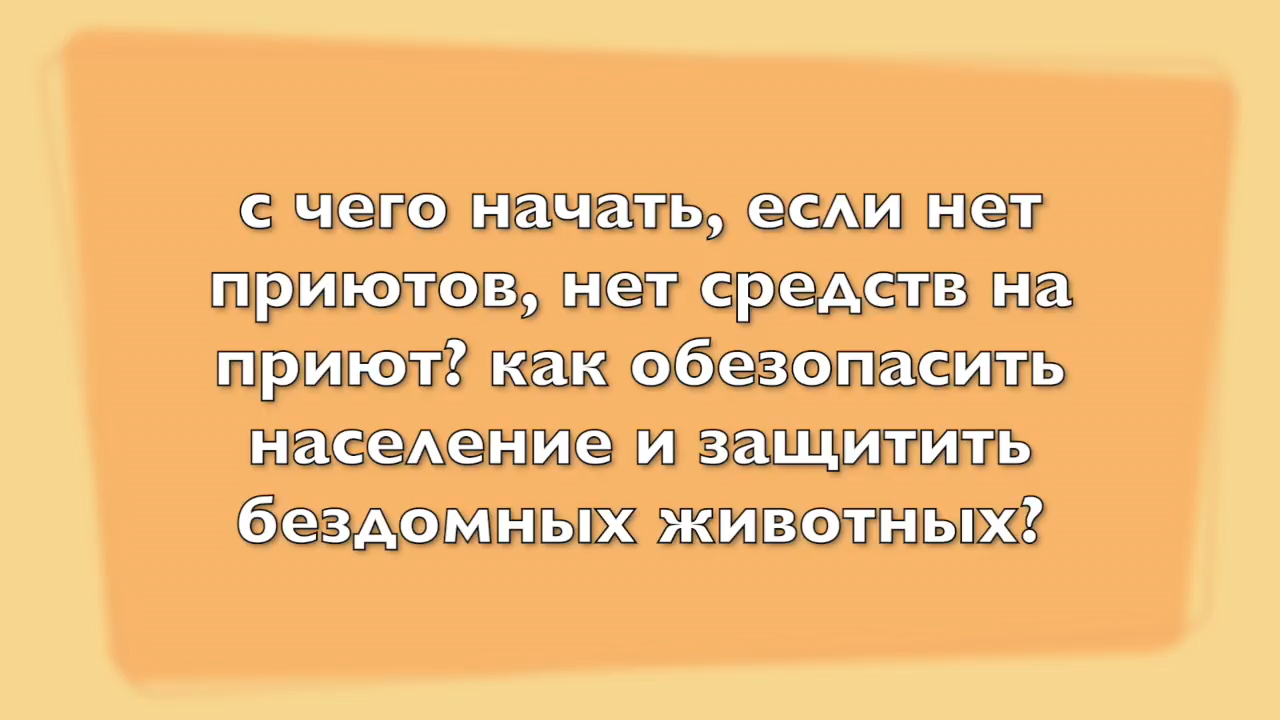 с чего начать, если нет
приютов, нет средств на
приют? как обезопасить
население и защитить
бездомных животных?